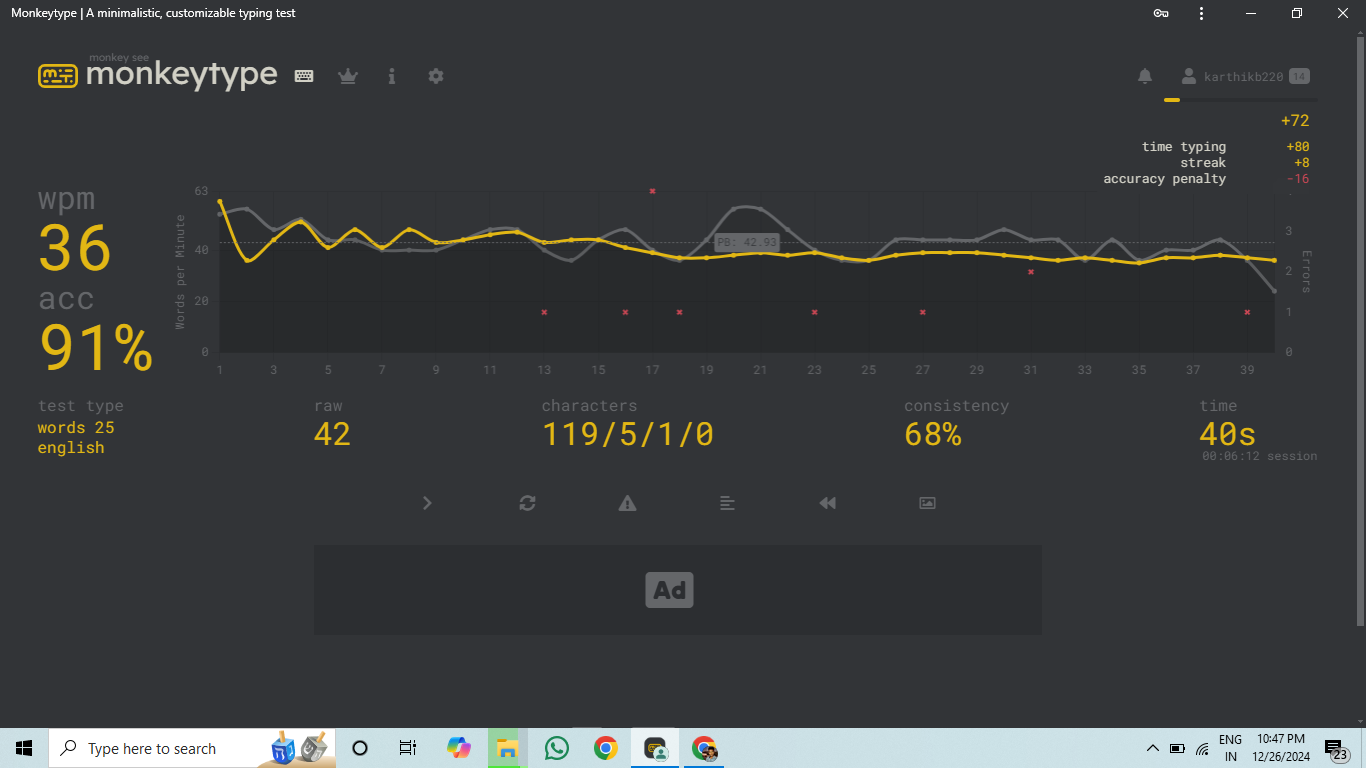 Monkeytype | A minimalistic, customizable typing test
monkey see
monkeytype
karthikb220 14
+72
time typing +80
streak +8
accuracy penalty -16
wpm
36
acc
91%
Words per Minute
63
40
20
0
PB: 42.93
3
2
1
0
Errors
1 3 5 7 9 11 13 15 17 19 21 23 25 27 29 31 33 35 37 39
test type
words 25
english
raw
42
characters
119/5/1/0
consistency
68%
time
40s
00:06:12 session
Ad
Type here to search
ENG
IN
10:47 PM
12/26/2024
23